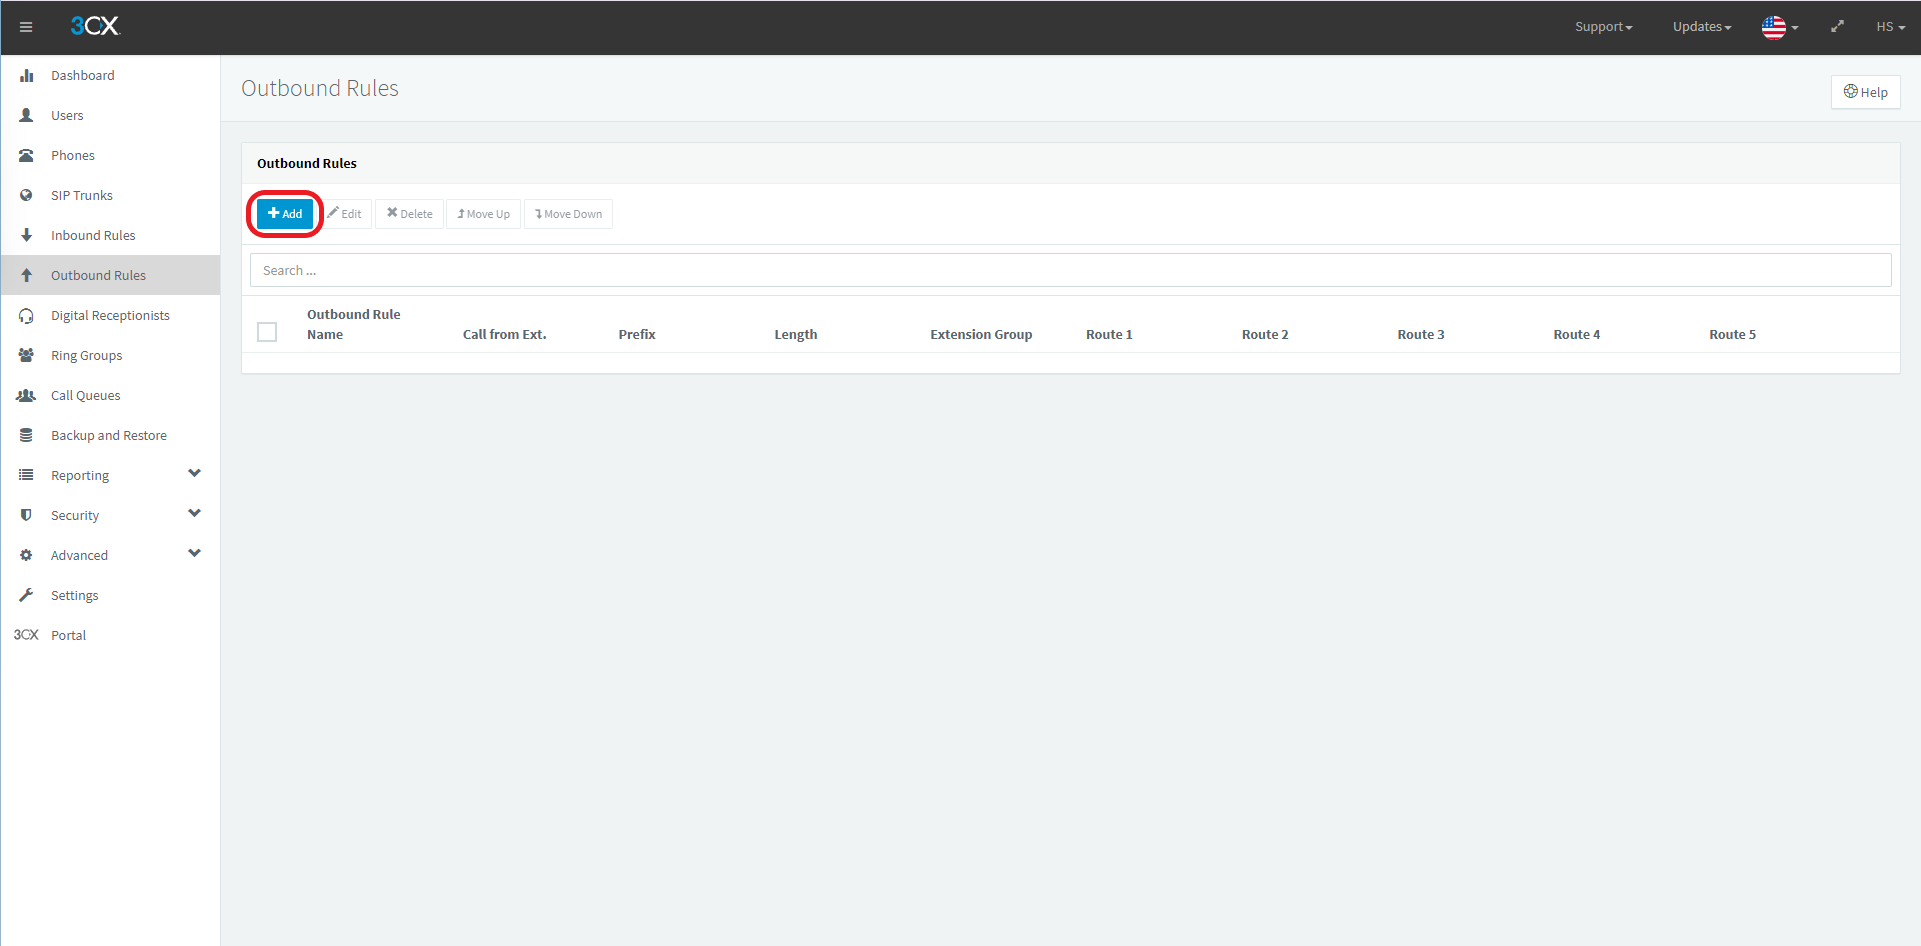 3CX
Support
Updates
HS
Dashboard
Users
Phones
SIP Trunks
Inbound Rules
Outbound Rules
Digital Receptionists
Ring Groups
Call Queues
Backup and Restore
Reporting
Security
Advanced
Settings
3CX Portal
Outbound Rules
Help
Outbound Rules
Add Edit Delete Move Up Move Down
Search ...
Outbound Rule
Name Call from Ext. Prefix Length Extension Group Route 1 Route 2 Route 3 Route 4 Route 5